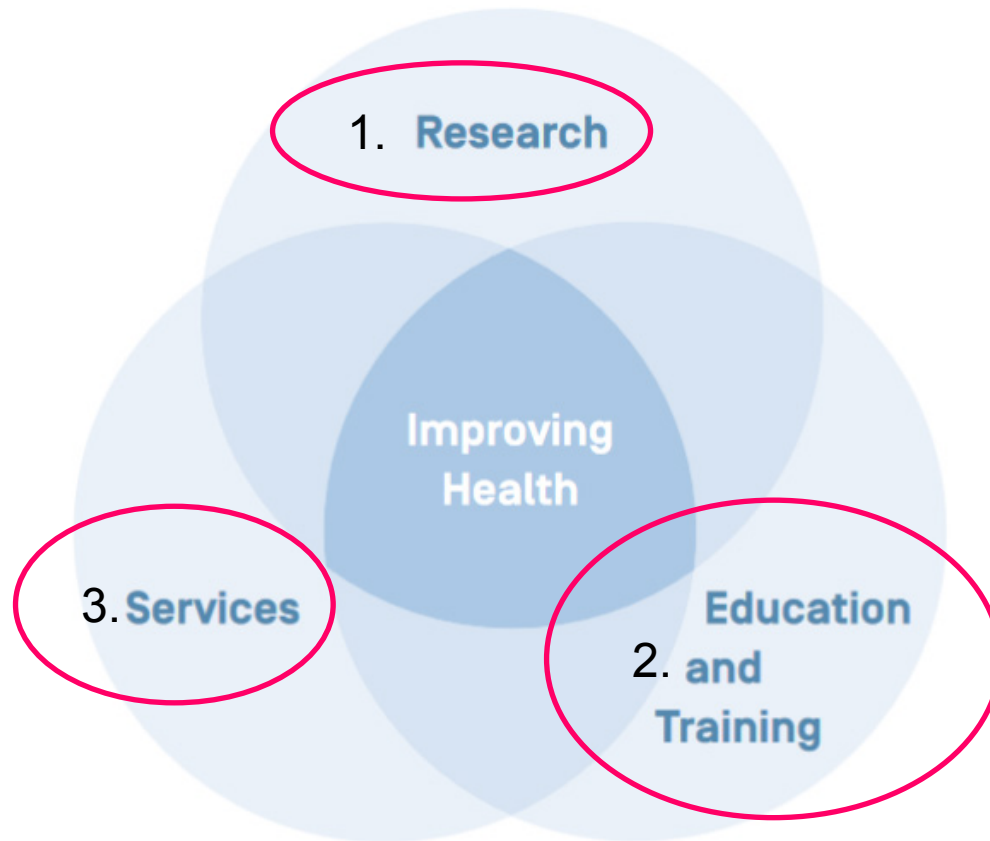 1. Research
Improving
Health
3. Services
Education
2. and
Training